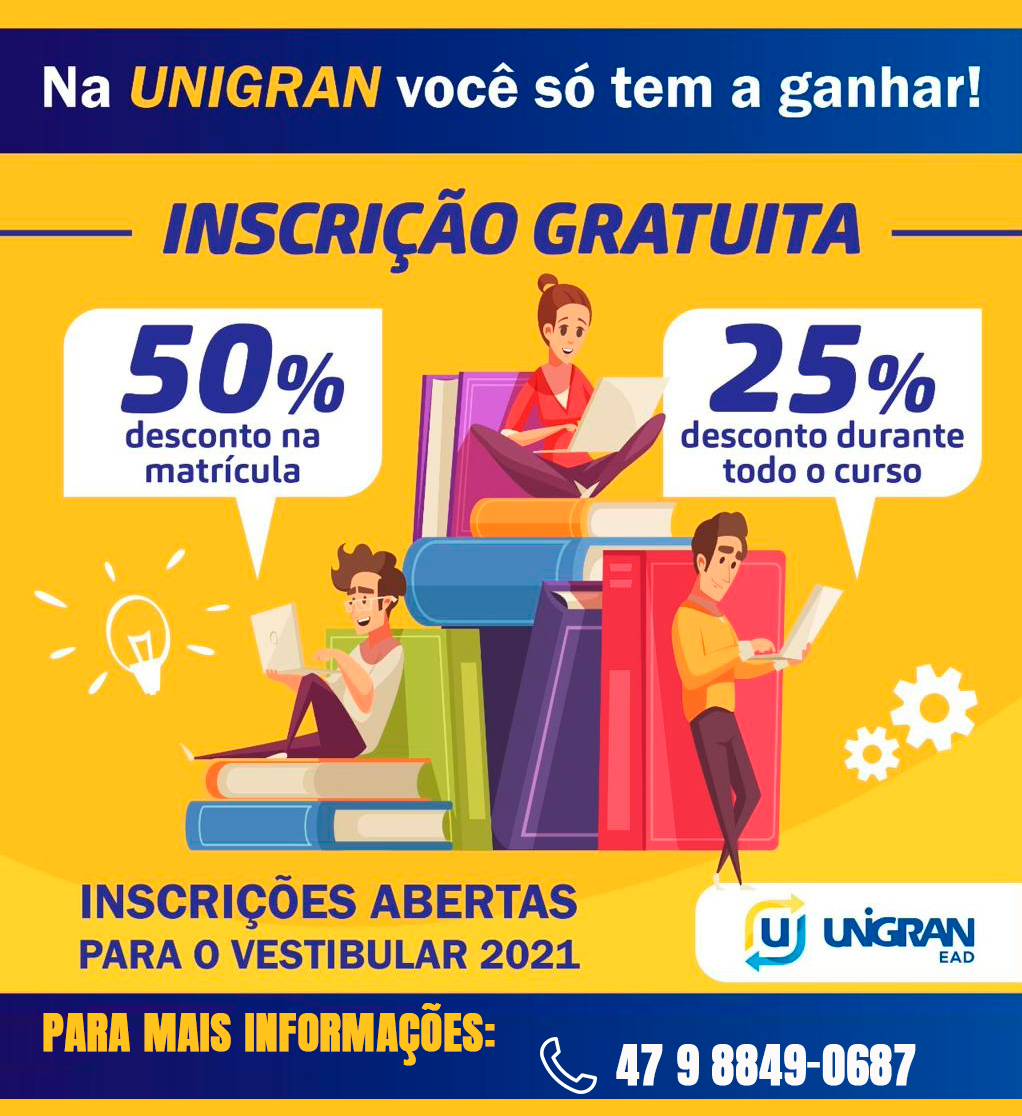 Na UNIGRAN você só tem a ganhar!
INSCRIÇÃO GRATUITA
50%
desconto na
matrícula
25%
desconto durante
todo o curso
INSCRIÇÕES ABERTAS
PARA O VESTIBULAR 2021
U UNIGRAN
EAD
PARA MAIS INFORMAÇÕES:
47 9 8849-0687